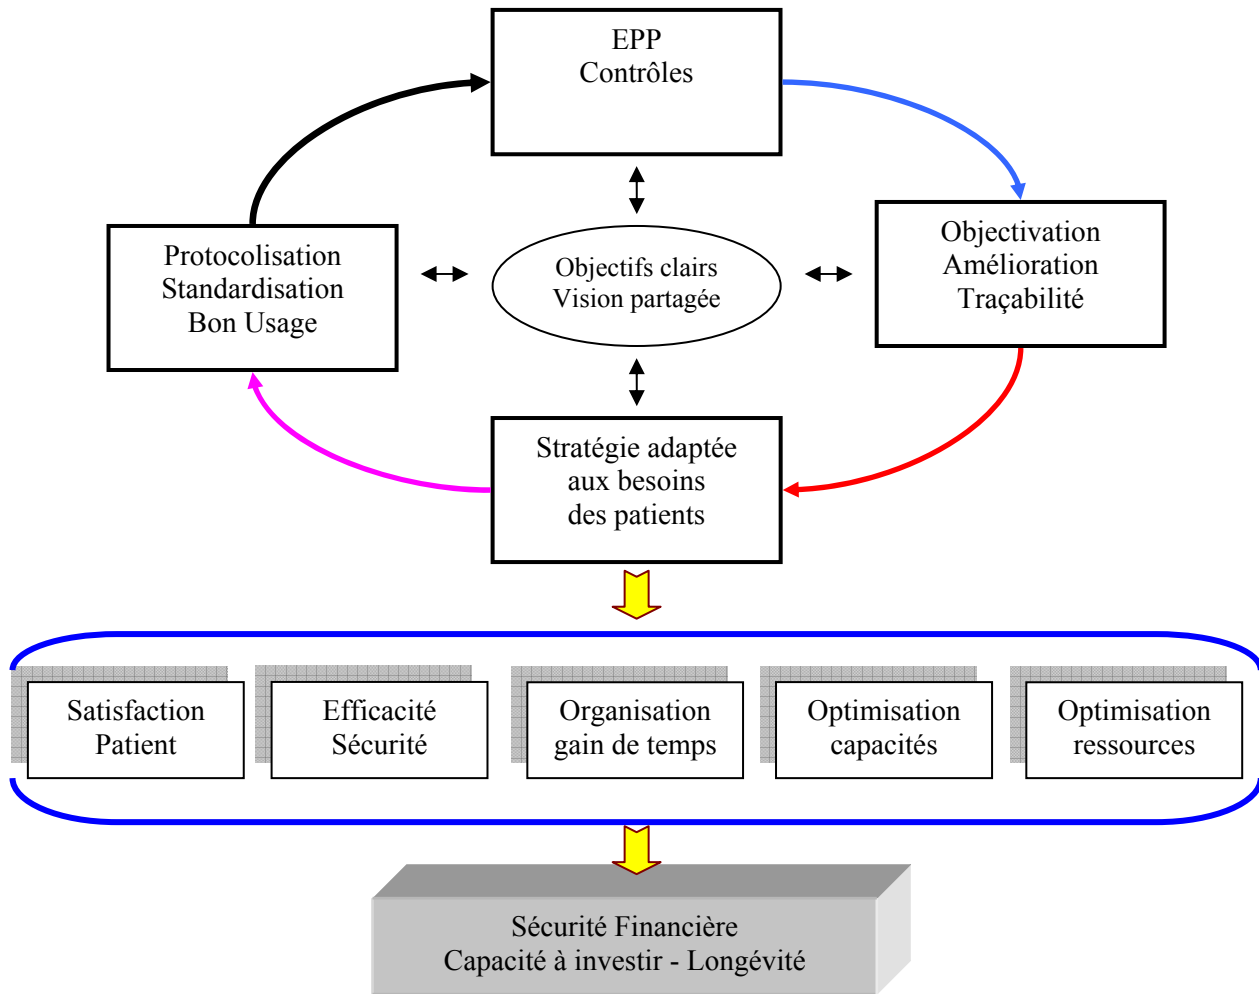 EPP
Contrôles
Protocolisation
Standardisation
Bon Usage
Objectifs clairs
Vision partagée
Objectivation
Amélioration
Traçabilité
Stratégie adaptée
aux besoins
des patients
Satisfaction
Patient
Efficacité
Sécurité
Organisation
gain de temps
Optimisation
capacités
Optimisation
ressources
Sécurité Financière
Capacité à investir - Longévité